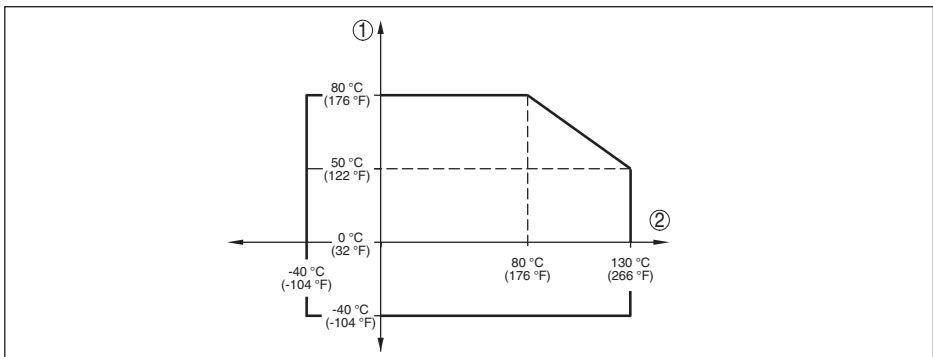 ①
80 °C
(176 °F)
50 °C
(122 °F)
②
0 °C
(32 °F)
-40 °C
(-104 °F)
80 °C
(176 °F)
130 °C
(266 °F)
-40 °C
(-104 °F)